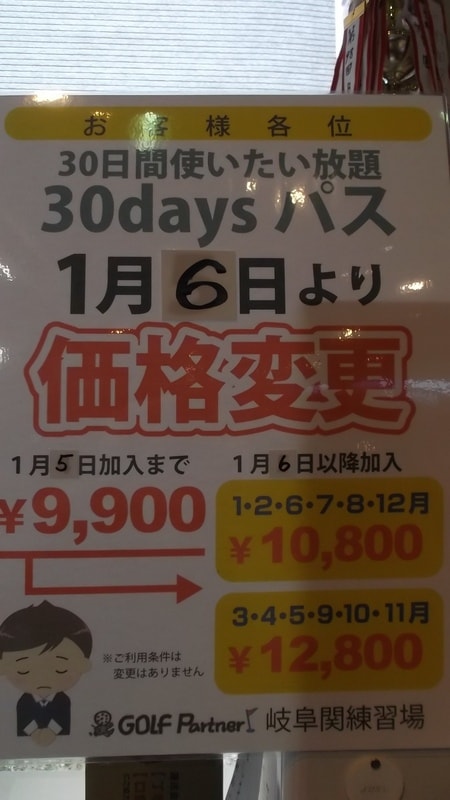 お客様各位
30日間使いたい放題
30days パス
1月6日より
価格変更
1月5日加入まで
¥9,900
1月6日以降加入
1・2・6・7・8・12月
¥10,800
3・4・5・9・10・11月
¥12,800
※ご利用条件は
変更はありません
GOLF Partner 岐阜関練習場